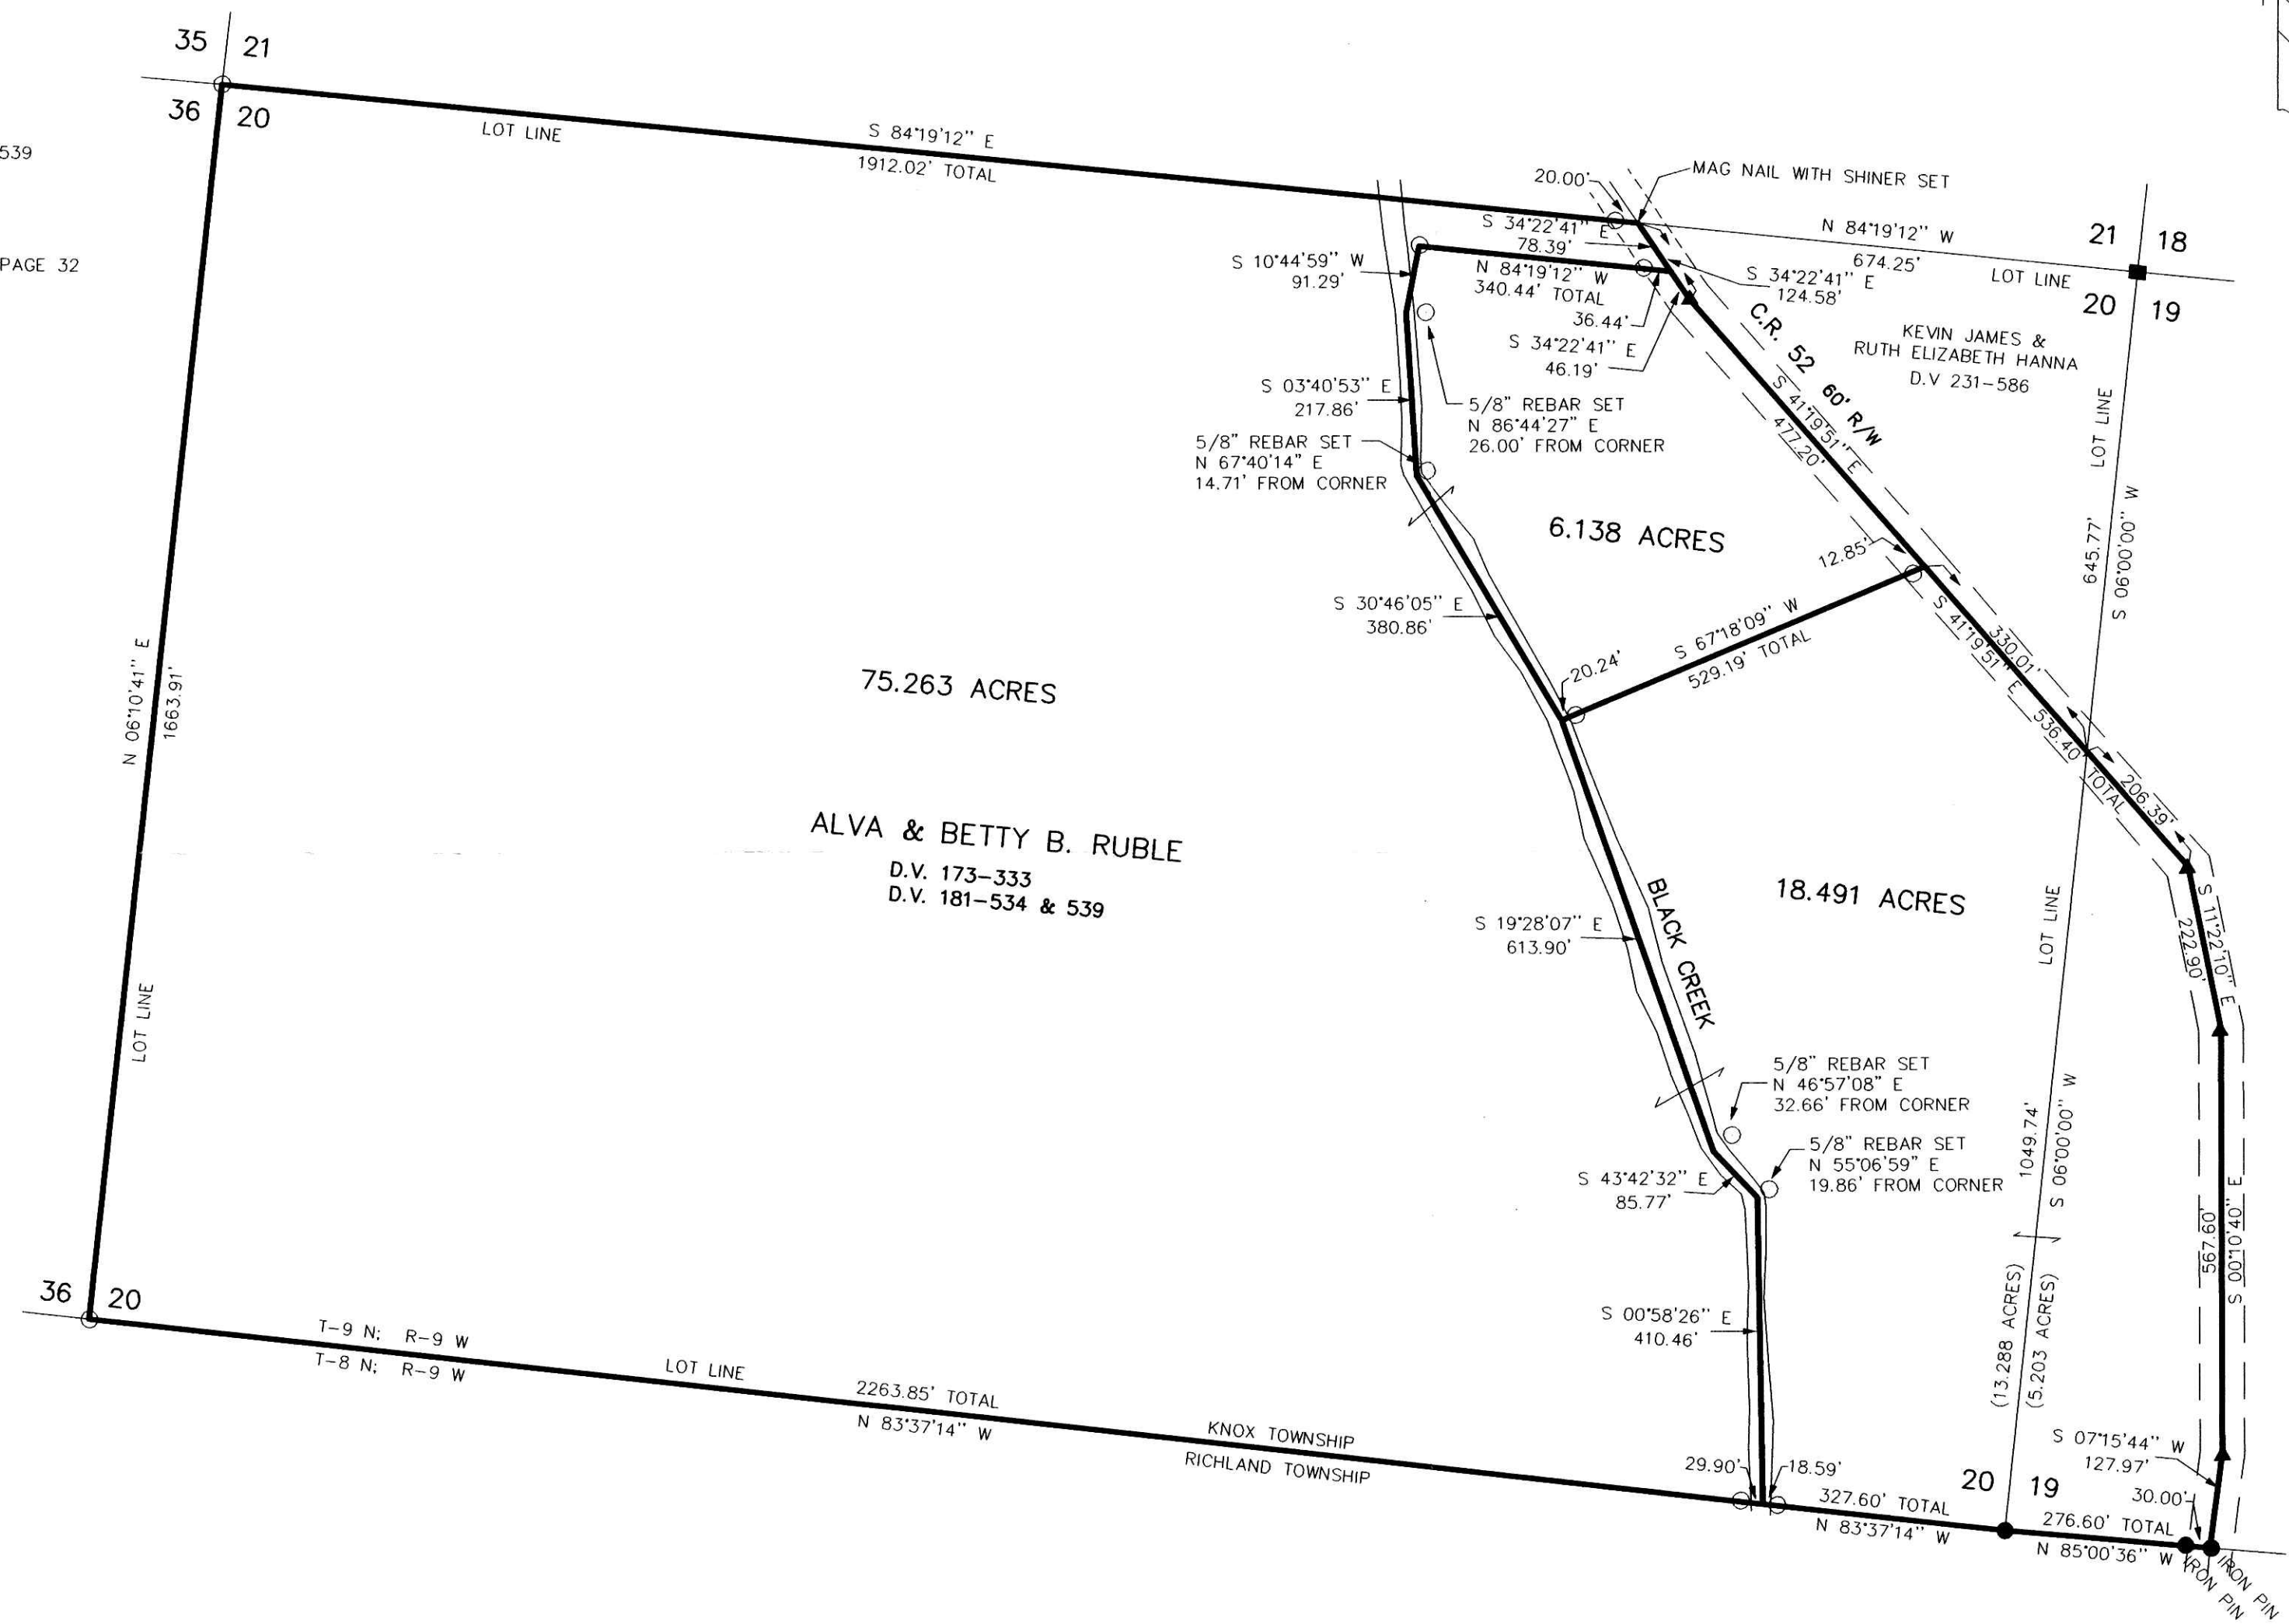 35 21
36 20
539
PAGE 32
LOT LINE
S 84°19'12'' E
1912.02' TOTAL
20.00'
MAG NAIL WITH SHINER SET
S 34°22'41'' E
78.39'
N 84°19'12'' W
674.25'
LOT LINE
21 18
20 19
S 10°44'59'' W
91.29'
N 84°19'12'' W
340.44' TOTAL
36.44'
S 34°22'41'' E
124.58'
S 34°22'41'' E
46.19'
C.R. 52 60' R/W
KEVIN JAMES &
RUTH ELIZABETH HANNA
D.V 231-586
S 03°40'53'' E
217.86'
5/8" REBAR SET
N 86°44'27" E
26.00' FROM CORNER
5/8" REBAR SET
N 67°40'14" E
14.71' FROM CORNER
S 41°19'51'' E
477.20'
LOT LINE
645.77'
S 06°00'00'' W
6.138 ACRES
12.85'
S 30°46'05'' E
380.86'
20.24'
S 67°18'09'' W
529.19' TOTAL
330.01'
S 41°19'51'' E
536.40' TOTAL
206.39'
N 06°10'41'' E
1663.91'
LOT LINE
75.263 ACRES
ALVA & BETTY B. RUBLE
D.V. 173-333
D.V. 181-534 & 539
BLACK CREEK
18.491 ACRES
S 19°28'07'' E
613.90'
LOT LINE
1049.74'
S 06°00'00'' W
S 11°22'10'' E
222.90'
5/8" REBAR SET
N 46°57'08" E
32.66' FROM CORNER
5/8" REBAR SET
N 55°06'59" E
19.86' FROM CORNER
S 43°42'32'' E
85.77'
567.60'
S 00°10'40'' E
(13.288 ACRES)
(5.203 ACRES)
S 00°58'26'' E
410.46'
36 20
T-9 N; R-9 W
T-8 N; R-9 W
LOT LINE
2263.85' TOTAL
N 83°37'14'' W
KNOX TOWNSHIP
RICHLAND TOWNSHIP
29.90'
18.59'
327.60' TOTAL
N 83°37'14'' W
20 19
S 07°15'44'' W
127.97'
30.00'
276.60' TOTAL
N 85°00'36'' W
IRON PIN
IRON PIN